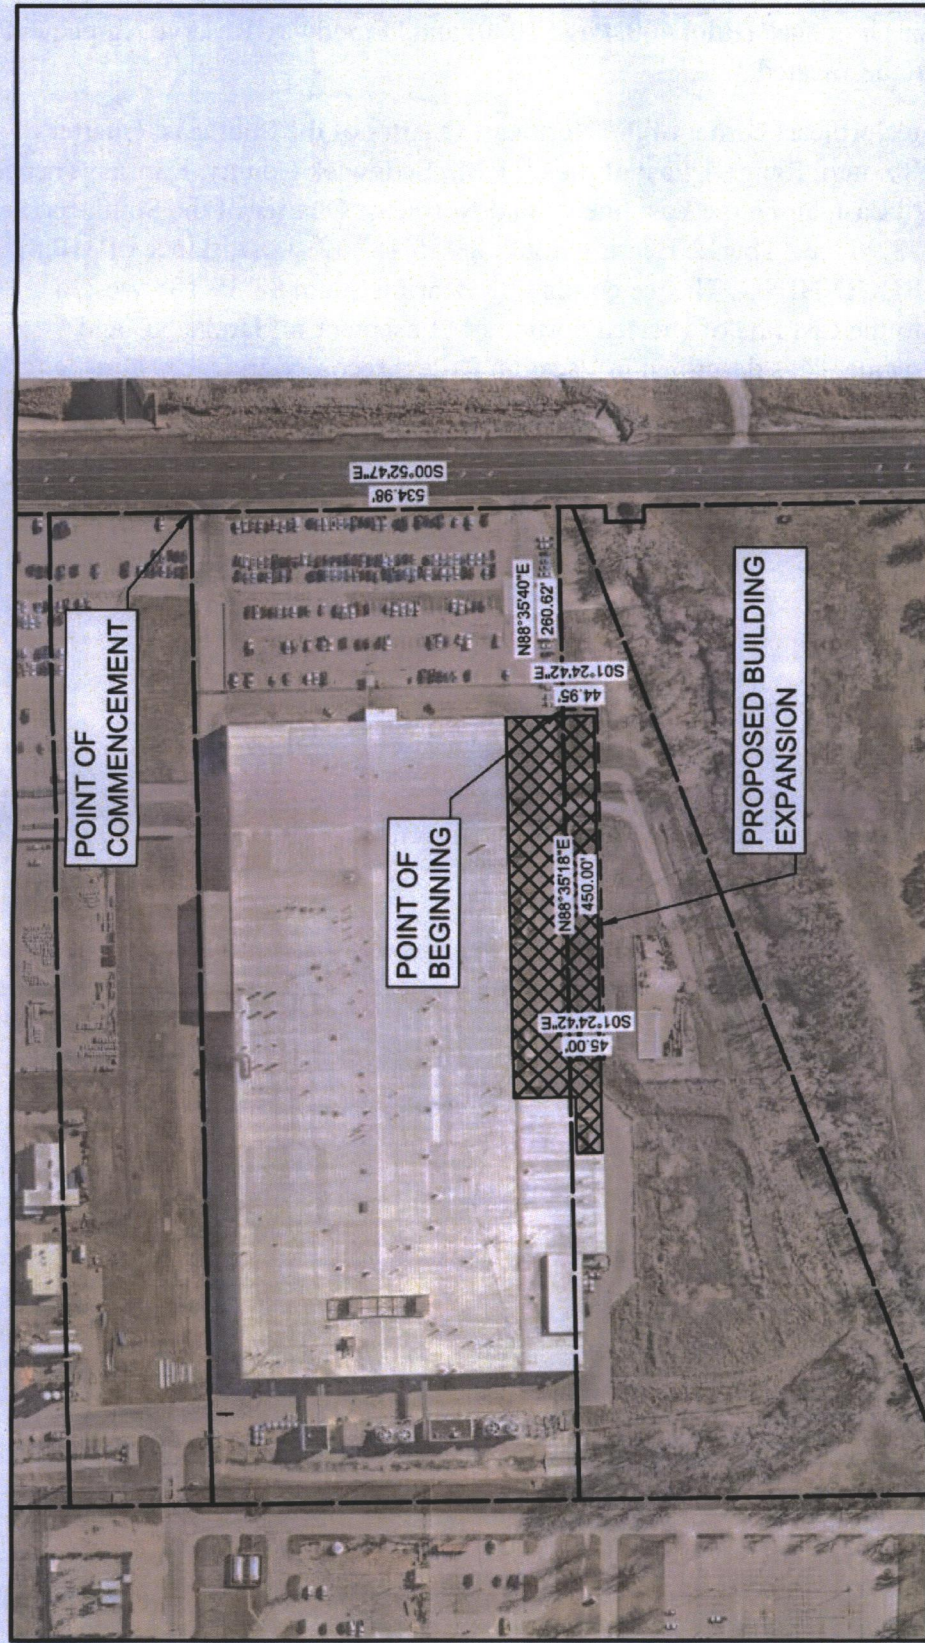 POINT OF
COMMENCEMENT
S00°52'47"E
534.98'
N88°35'40"E
260.62'
S01°24'42"E
44.95'
POINT OF
BEGINNING
N88°35'18"E
450.00'
S01°24'42"E
45.00'
PROPOSED BUILDING
EXPANSION